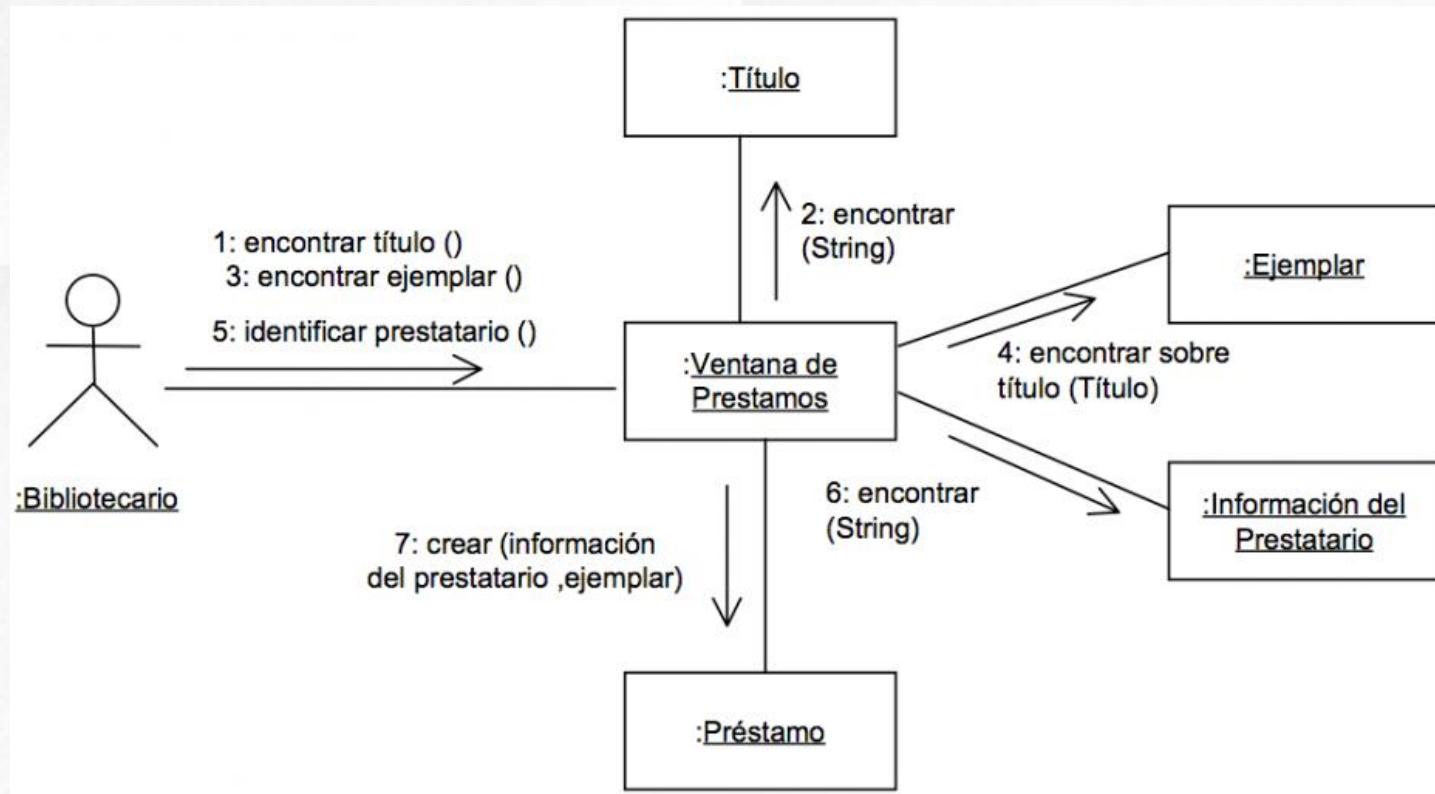 :Título
2: encontrar
(String)
1: encontrar título ()
3: encontrar ejemplar ()
5: identificar prestatario ()
:Ejemplar
:Ventana de
Prestamos
4: encontrar sobre
título (Título)
:Bibliotecario
6: encontrar
(String)
:Información del
Prestatario
7: crear (información
del prestatario ,ejemplar)
:Préstamo